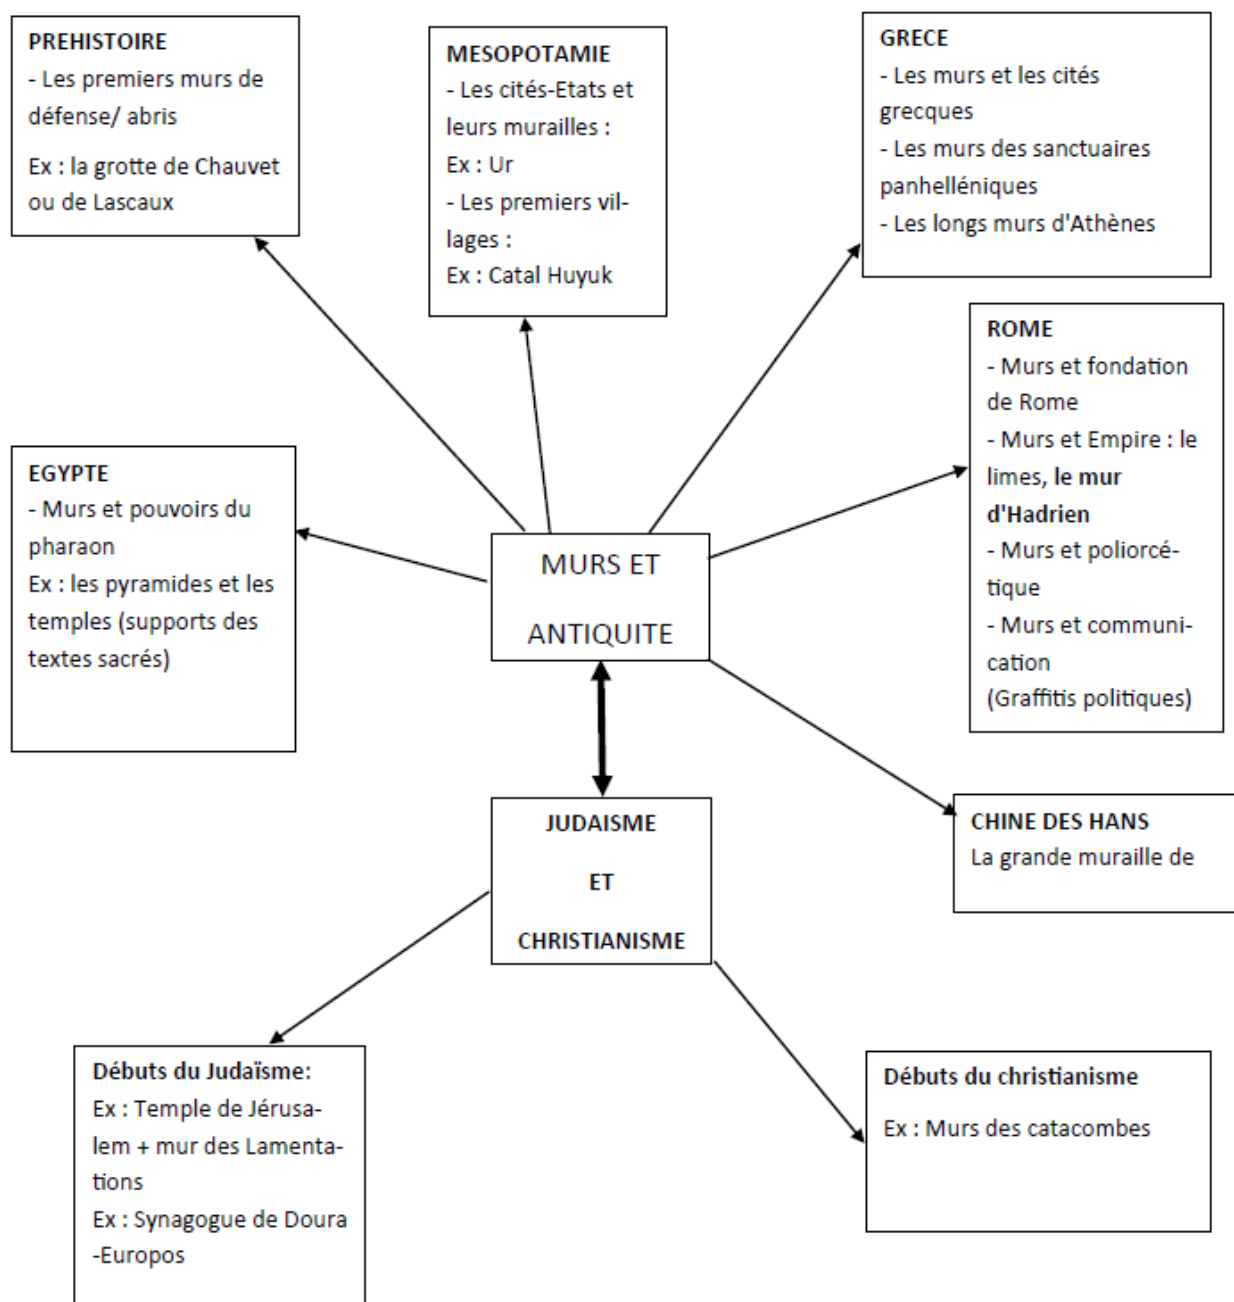 PREHISTOIRE
- Les premiers murs de
défense/ abris
Ex : la grotte de Chauvet
ou de Lascaux
MESOPOTAMIE
- Les cités-Etats et
leurs murailles :
Ex : Ur
- Les premiers vil-
lages :
Ex : Catal Huyuk
GRECE
- Les murs et les cités
grecques
- Les murs des sanctuaires
panhelléniques
- Les longs murs d'Athènes
ROME
- Murs et fondation
de Rome
- Murs et Empire : le
limes, le mur
d'Hadrien
- Murs et poliorcé-
tique
- Murs et communi-
cation
(Graffitis politiques)
EGYPTE
- Murs et pouvoirs du
pharaon
Ex : les pyramides et les
temples (supports des
textes sacrés)
MURS ET
ANTIQUITE
CHINE DES HANS
La grande muraille de
JUDAISME
ET
CHRISTIANISME
Débuts du Judaïsme:
Ex : Temple de Jérusa-
lem + mur des Lamenta-
tions
Ex : Synagogue de Doura
-Europos
Débuts du christianisme
Ex : Murs des catacombes